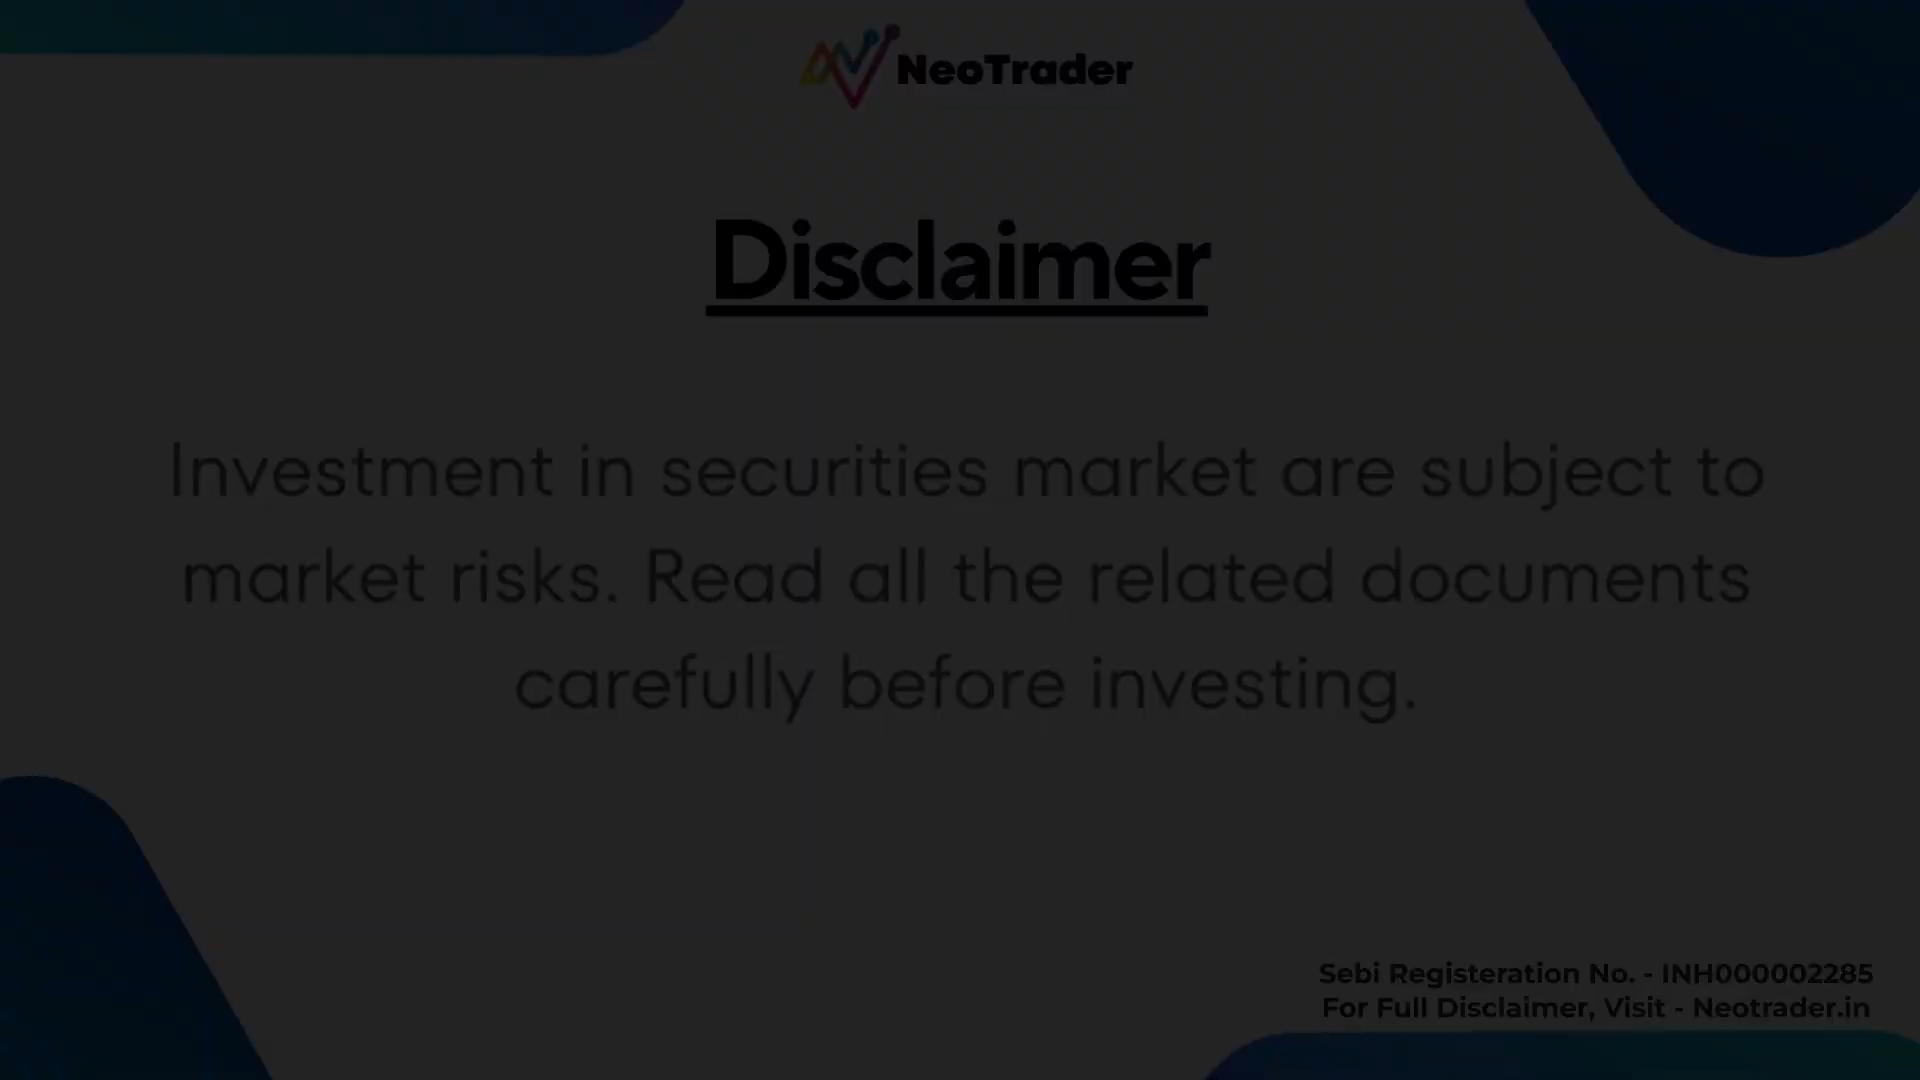 NeoTrader
Disclaimer
Investment in securities market are subject to
market risks. Read all the related documents
carefully before investing.
Sebi Registeration No. - INH000002285
For Full Disclaimer, Visit - Neotrader.in